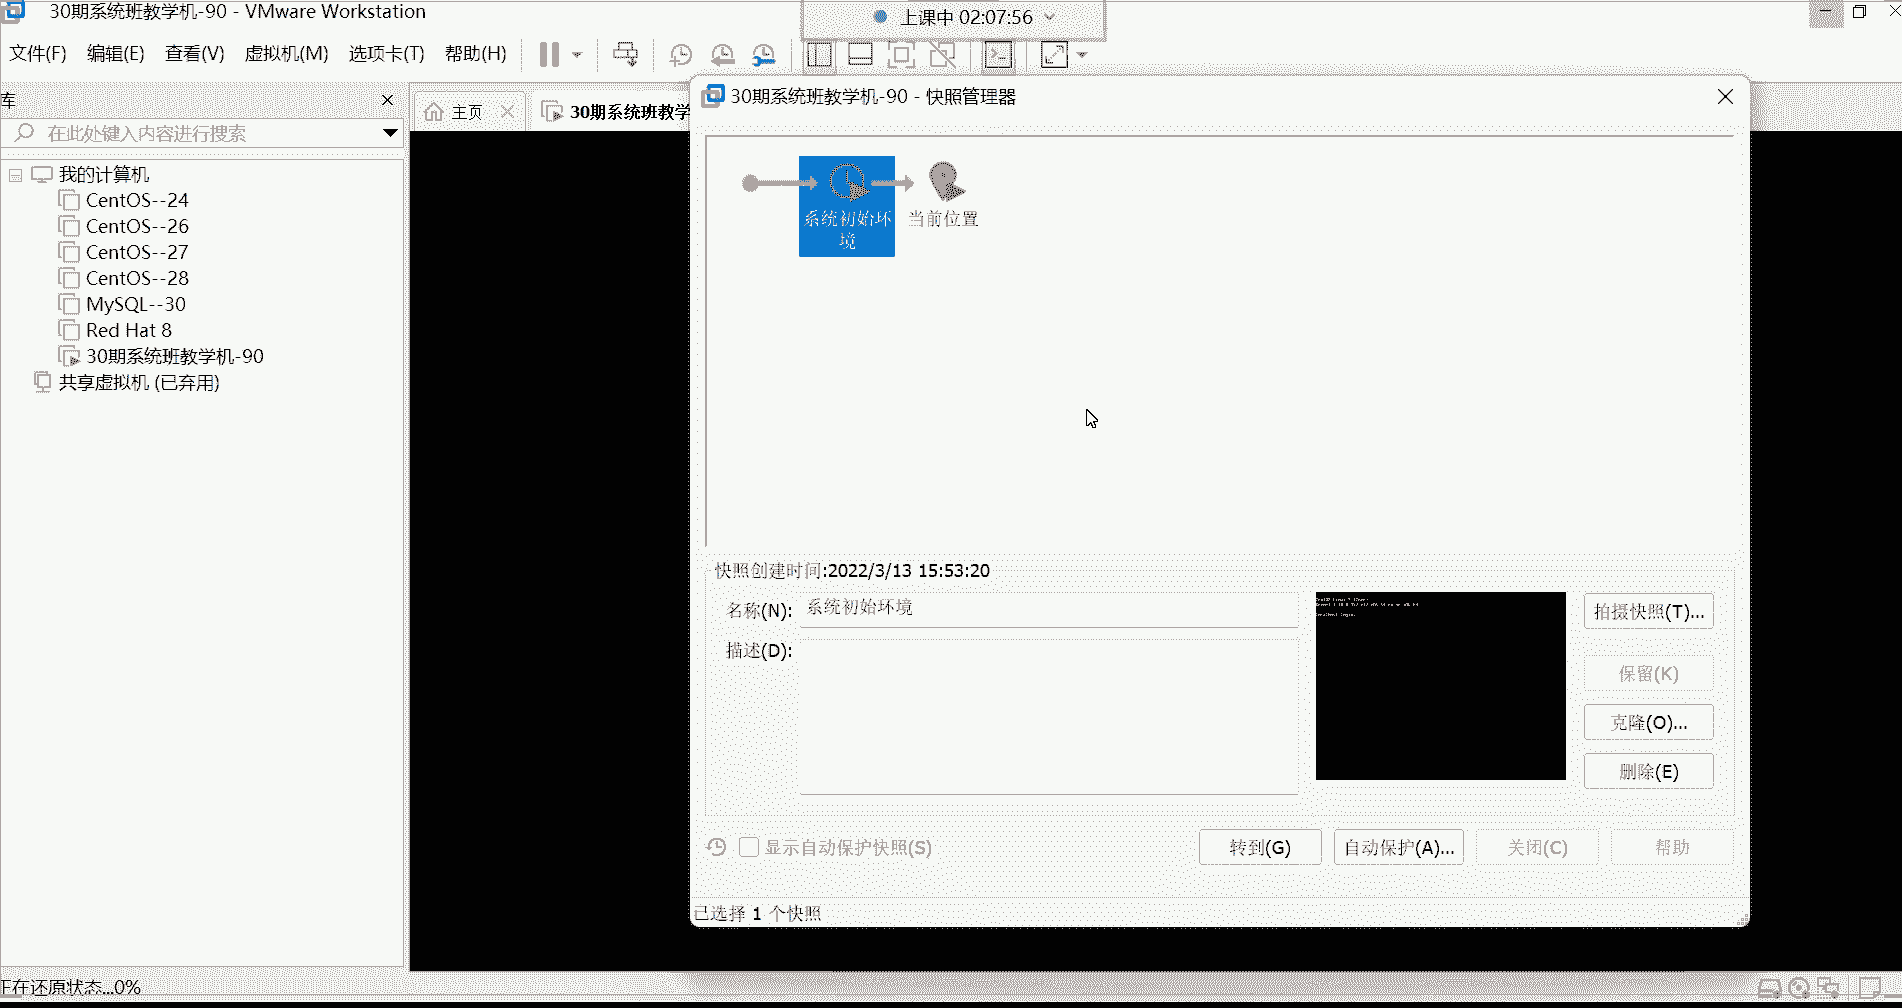 30期系统班教学机-90 - VMware Workstation
上课中 02:07:56
文件(F) 编辑(E) 查看(V) 虚拟机(M) 选项卡(T) 帮助(H)
库
在此处键入内容进行搜索
我的计算机
CentOS--24
CentOS--26
CentOS--27
CentOS--28
MySQL--30
Red Hat 8
30期系统班教学机-90
共享虚拟机 (已弃用)
主页
30期系统班教学
30期系统班教学机-90 - 快照管理器
系统初始环
境
当前位置
快照创建时间:2022/3/13 15:53:20
名称(N):
系统初始环境
描述(D):
拍摄快照(T)...
保留(K)
克隆(O)...
删除(E)
显示自动保护快照(S)
转到(G)
自动保护(A)...
关闭(C)
帮助
已选择 1 个快照
正在还原状态...0%